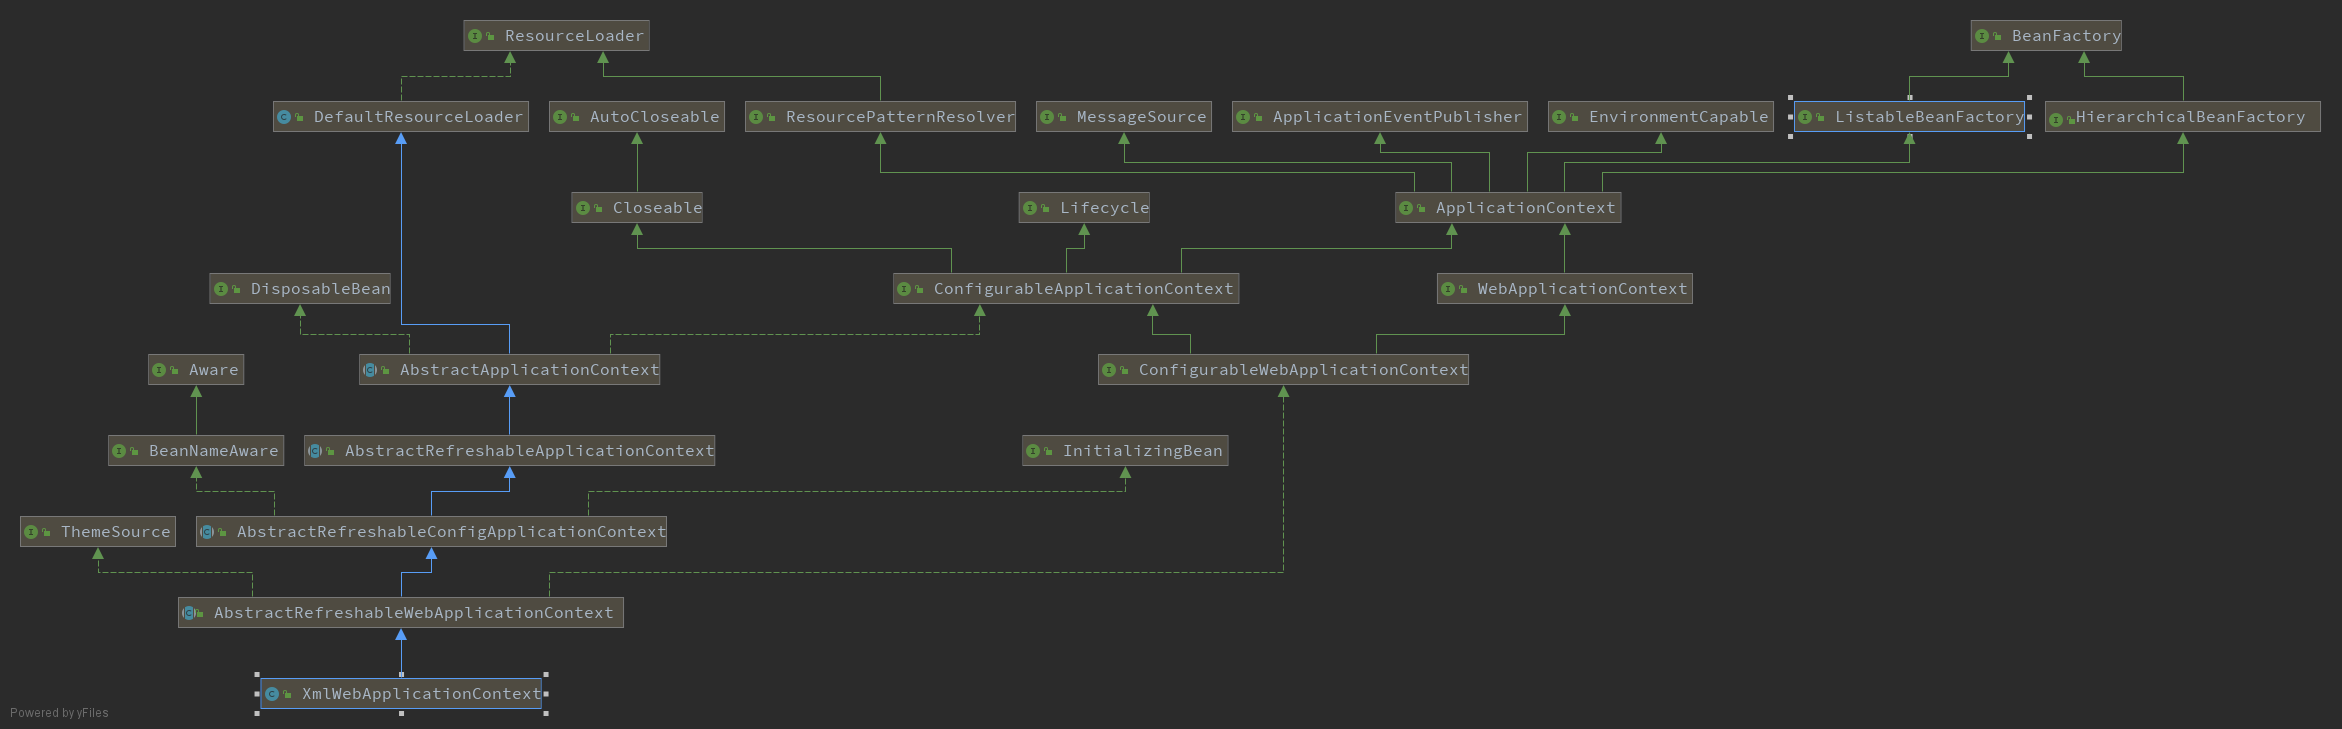 ResourceLoader
BeanFactory
DefaultResourceLoader
AutoCloseable
ResourcePatternResolver
MessageSource
ApplicationEventPublisher
EnvironmentCapable
ListableBeanFactory
HierarchicalBeanFactory
Closeable
Lifecycle
ApplicationContext
DisposableBean
ConfigurableApplicationContext
WebApplicationContext
Aware
AbstractApplicationContext
ConfigurableWebApplicationContext
BeanNameAware
AbstractRefreshableApplicationContext
InitializingBean
ThemeSource
AbstractRefreshableConfigApplicationContext
AbstractRefreshableWebApplicationContext
XmlWebApplicationContext
Powered by yFiles